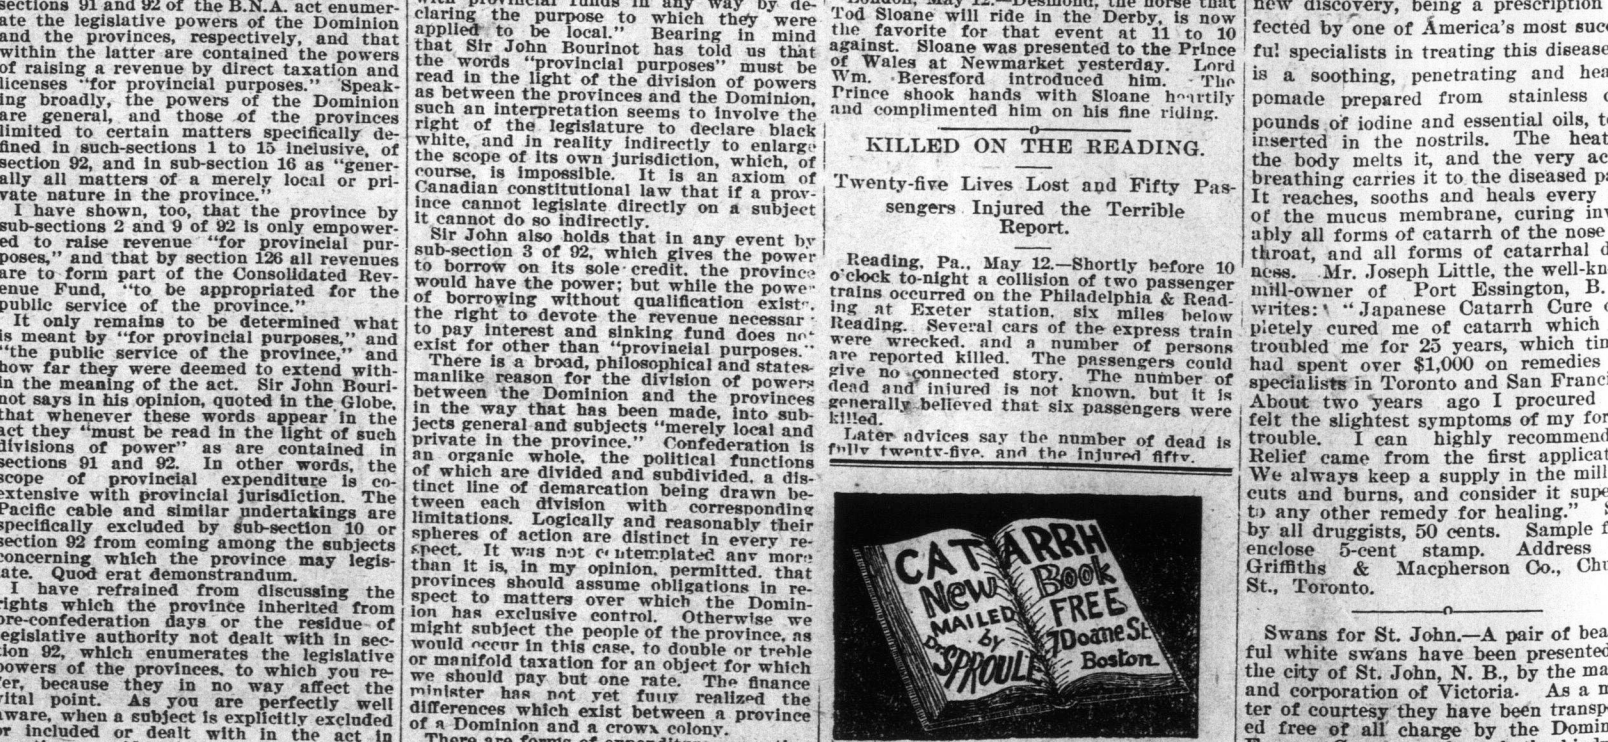 sections 91 and 92 of the B.N.A. act enumer-
ate the legislative powers of the Dominion
and the provinces, respectively, and that
within the latter are contained the powers
of raising a revenue by direct taxation and
licenses "for provincial purposes." Speak-
ing broadly, the powers of the Dominion
are general, and those of the provinces
limited to certain matters specifically de-
fined in such-sections 1 to 15 inclusive, of
section 92, and in sub-section 16 as "gener-
ally all matters of a merely local or pri-
vate nature in the province."
I have shown, too, that the province by
sub-sections 2 and 9 of 92 is only empower-
ed to raise revenue "for provincial pur-
poses," and that by section 126 all revenues
are to form part of the Consolidated Rev-
enue Fund, "to be appropriated for the
public service of the province."
It only remains to be determined what
is meant by "for provincial purposes," and
"the public service of the province," and
how far they were deemed to extend with-
in the meaning of the act. Sir John Bouri-
not says in his opinion, quoted in the Globe,
that whenever these words appear in the
act they "must be read in the light of such
divisions of power" as are contained in
sections 91 and 92. In other words, the
scope of provincial expenditure is co-
extensive with provincial jurisdiction. The
Pacific cable and similar undertakings are
specifically excluded by sub-section 10 or
section 92 from coming among the subjects
concerning which the province may legis-
ate. Quod erat demonstrandum.
I have refrained from discussing the
rights which the province inherited from
pre-confederation days or the residue of
legislative authority not dealt with in sec-
tion 92, which enumerates the legislative
powers of the provinces, to which you re-
fer, because they in no way affect the
vital point. As you are perfectly well
aware, when a subject is explicitly excluded
or included or dealt with in the act in
with provincial funds in any way by de-
claring the purpose to which they were
applied to be local." Bearing in mind
that Sir John Bourinot has told us that
the words "provincial purposes" must be
read in the light of the division of powers
as between the provinces and the Dominion,
such an interpretation seems to involve the
right of the legislature to declare black
white, and in reality indirectly to enlarge
the scope of its own jurisdiction, which, of
course, is impossible. It is an axiom of
Canadian constitutional law that if a prov-
ince cannot legislate directly on a subject
it cannot do so indirectly.
Sir John also holds that in any event by
sub-section 3 of 92, which gives the power
to borrow on its sole credit, the province
would have the power; but while the power
of borrowing without qualification exists,
the right to devote the revenue necessar
to pay interest and sinking fund does not
exist for other than "provincial purposes."
There is a broad, philosophical and states-
manlike reason for the division of powers
between the Dominion and the provinces
in the way that has been made, into sub-
jects general and subjects "merely local and
private in the province." Confederation is
an organic whole, the political functions
of which are divided and subdivided, a dis-
tinct line of demarcation being drawn be-
tween each division with corresponding
limitations. Logically and reasonably their
spheres of action are distinct in every re-
spect. It was not contemplated any more
than it is, in my opinion, permitted, that
provinces should assume obligations in re-
spect to matters over which the Domin-
ion has exclusive control. Otherwise we
might subject the people of the province, as
would occur in this case, to double or treble
or manifold taxation for an object for which
we should pay but one rate. The finance
minister has not yet fully realized the
differences which exist between a province
of a Dominion and a crown colony.
There are forms of expenditure
London, May 12.—Desmond, the horse that
Tod Sloane will ride in the Derby, is now
the favorite for that event at 11 to 10
against. Sloane was presented to the Prince
of Wales at Newmarket yesterday. Lord
Wm. Beresford introduced him. The
Prince shook hands with Sloane heartily
and complimented him on his fine riding.
KILLED ON THE READING.
Twenty-five Lives Lost and Fifty Pas-
sengers Injured the Terrible
Report.
Reading, Pa., May 12.—Shortly before 10
o'clock to-night a collision of two passenger
trains occurred on the Philadelphia & Read-
ing at Exeter station, six miles below
Reading. Several cars of the express train
were wrecked, and a number of persons
are reported killed. The passengers could
give no connected story. The number of
dead and injured is not known, but it is
generally believed that six passengers were
killed.
Later advices say the number of dead is
fully twenty-five, and the injured fifty.
CATARRH
New Book
MAILED FREE
by
Dr. SPROULE
7 Doane St.
Boston
new discovery, being a prescription
fected by one of America's most suc
ful specialists in treating this disease
is a soothing, penetrating and hea
pomade prepared from stainless c
pounds of iodine and essential oils, t
inserted in the nostrils. The heat
the body melts it, and the very ac
breathing carries it to the diseased pa
It reaches, sooths and heals every
of the mucus membrane, curing inv
ably all forms of catarrh of the nose
throat, and all forms of catarrhal d
ness. Mr. Joseph Little, the well-kn
mill-owner of Port Essington, B.
writes: "Japanese Catarrh Cure c
pletely cured me of catarrh which
troubled me for 25 years, which tim
had spent over $1,000 on remedies
specialists in Toronto and San Franci
About two years ago I procured
felt the slightest symptoms of my for
trouble. I can highly recommend
Relief came from the first applicat
We always keep a supply in the mill
cuts and burns, and consider it supe
to any other remedy for healing." S
by all druggists, 50 cents. Sample f
enclose 5-cent stamp. Address
Griffiths & Macpherson Co., Chu
St., Toronto.
Swans for St. John.—A pair of bea
ful white swans have been presented
the city of St. John, N. B., by the ma
and corporation of Victoria. As a m
ter of courtesy they have been transp
ed free of all charge by the Domin